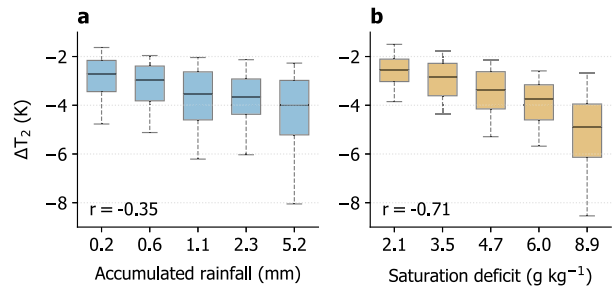 a
b
ΔT₂ (K)
−2
−4
−6
−8
r = -0.35
0.2 0.6 1.1 2.3 5.2
Accumulated rainfall (mm)
−2
−4
−6
−8
r = -0.71
2.1 3.5 4.7 6.0 8.9
Saturation deficit (g kg⁻¹)